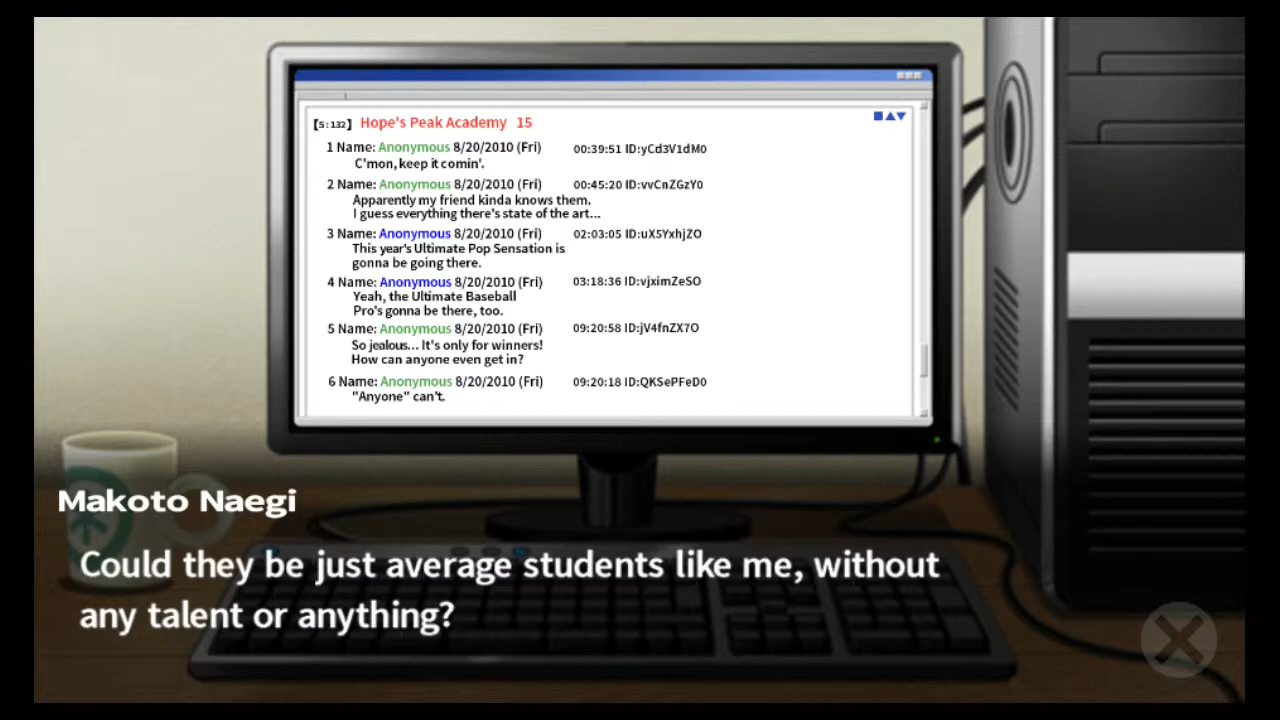 [5:132] Hope's Peak Academy 15
1 Name: Anonymous 8/20/2010 (Fri) 00:39:51 ID:yCd3V1dM0
C'mon, keep it comin'.
2 Name: Anonymous 8/20/2010 (Fri) 00:45:20 ID:vvCnZGzY0
Apparently my friend kinda knows them.
I guess everything there's state of the art...
3 Name: Anonymous 8/20/2010 (Fri) 02:03:05 ID:uX5YxhjZO
This year's Ultimate Pop Sensation is
gonna be going there.
4 Name: Anonymous 8/20/2010 (Fri) 03:18:36 ID:vjximZeSO
Yeah, the Ultimate Baseball
Pro's gonna be there, too.
5 Name: Anonymous 8/20/2010 (Fri) 09:20:58 ID:jV4fnZX7O
So jealous... It's only for winners!
How can anyone even get in?
6 Name: Anonymous 8/20/2010 (Fri) 09:20:18 ID:QKSePFeD0
"Anyone" can't.
Makoto Naegi
Could they be just average students like me, without
any talent or anything?